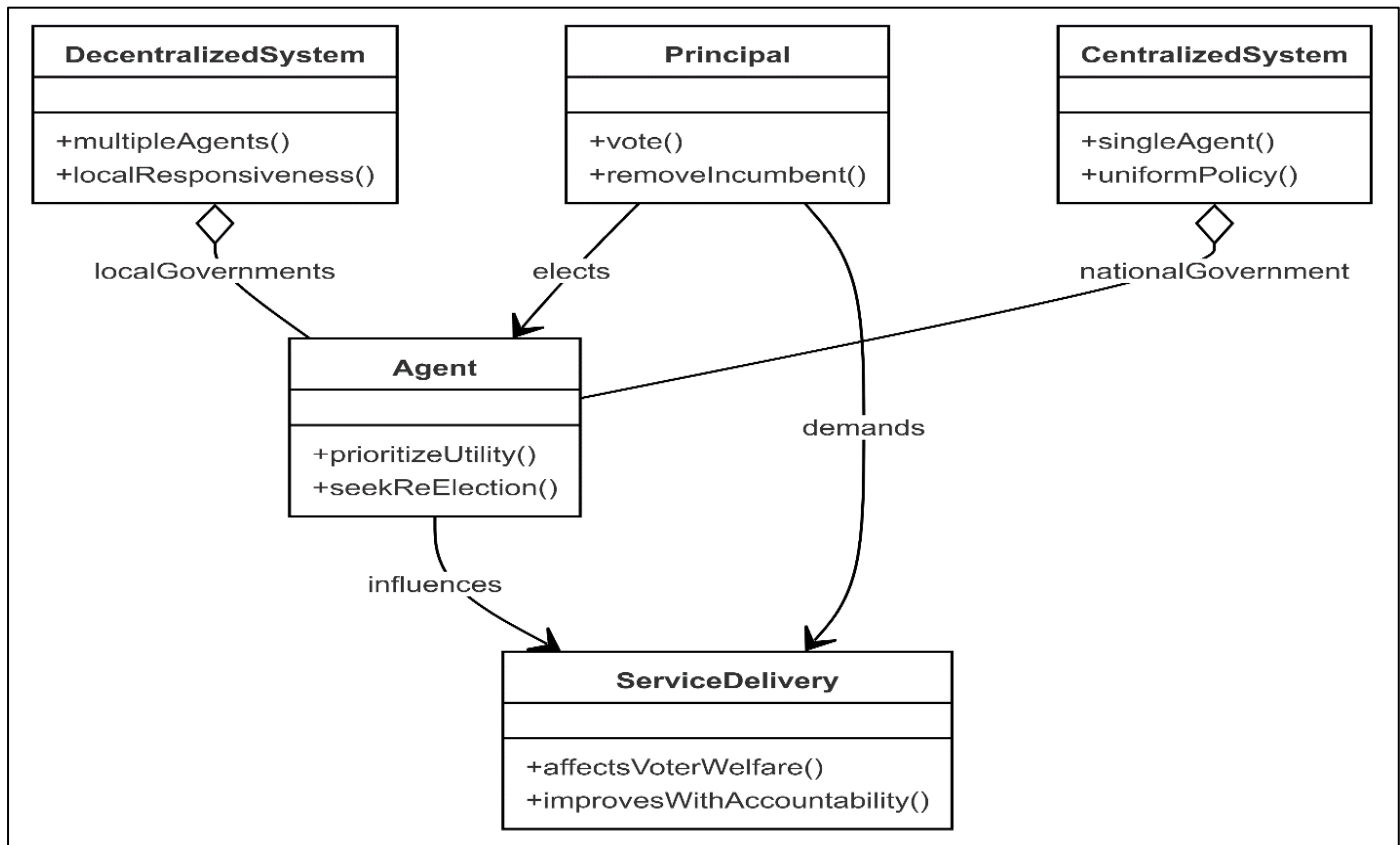 DecentralizedSystem
+multipleAgents()
+localResponsiveness()
Principal
+vote()
+removeIncumbent()
CentralizedSystem
+singleAgent()
+uniformPolicy()
localGovernments
elects
nationalGovernment
Agent
+prioritizeUtility()
+seekReElection()
demands
influences
ServiceDelivery
+affectsVoterWelfare()
+improvesWithAccountability()